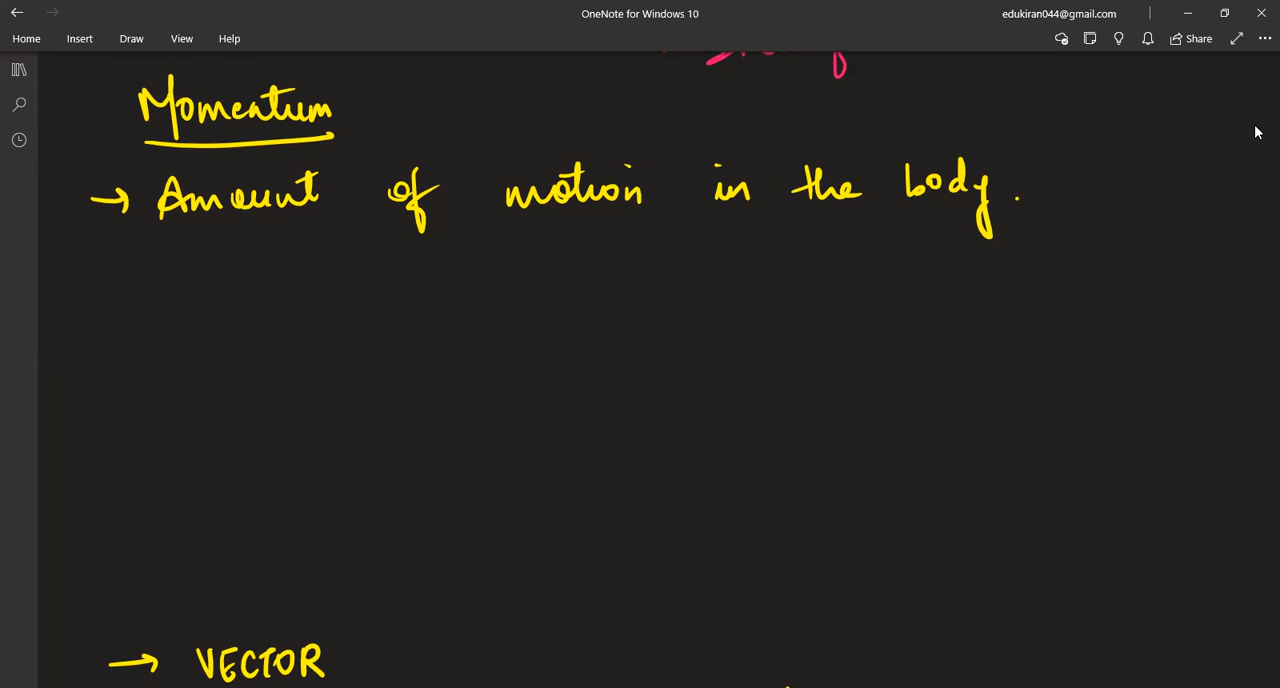 OneNote for Windows 10
edukiran044@gmail.com
Home Insert Draw View Help
Share
Momentum
→ Amount of motion in the body.
→ VECTOR